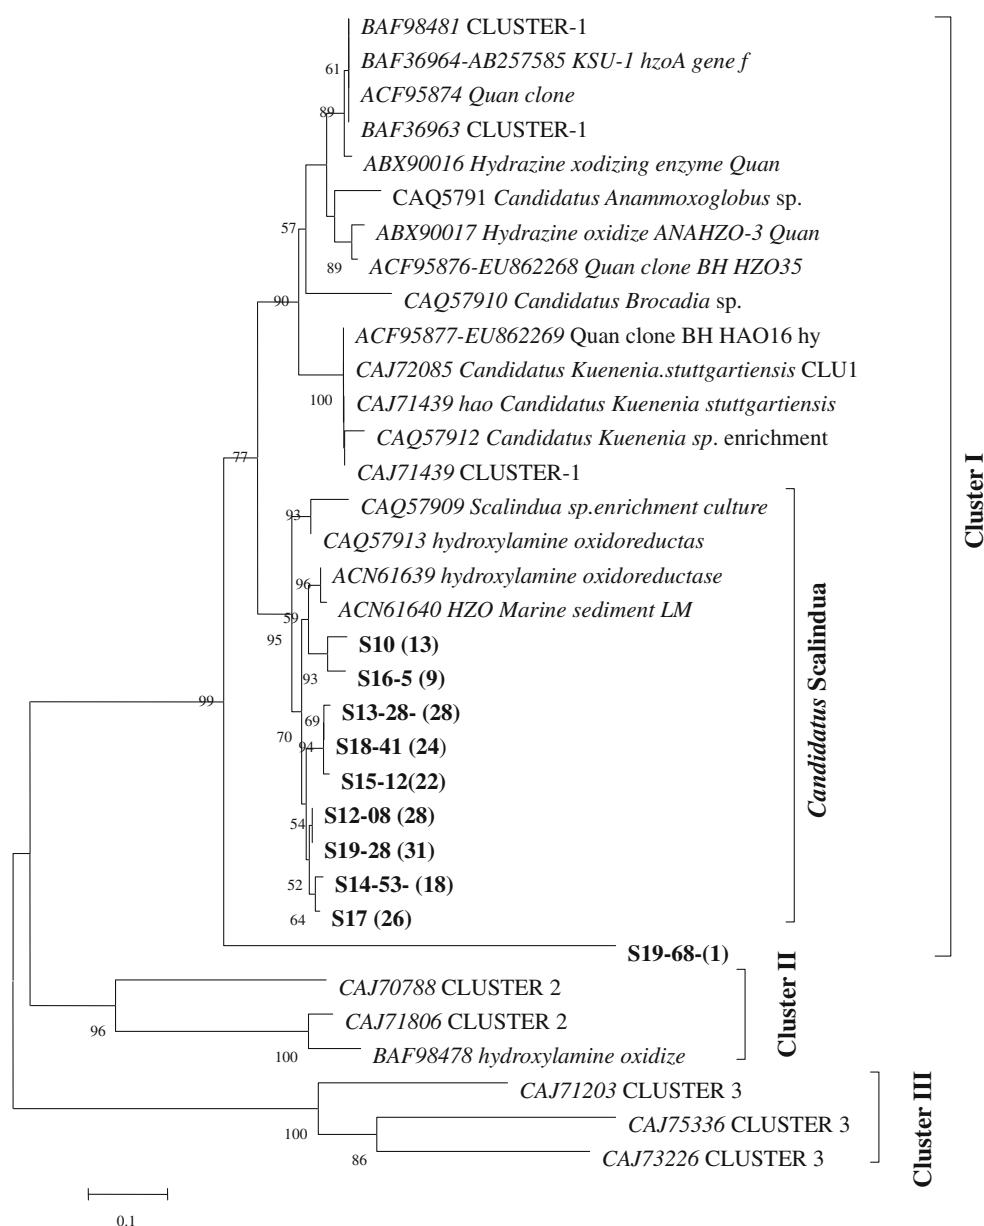 BAF98481 CLUSTER-1
61
BAF36964-AB257585 KSU-1 hzoA gene f
ACF95874 Quan clone
89
BAF36963 CLUSTER-1
ABX90016 Hydrazine xodizing enzyme Quan
CAQ5791 Candidatus Anammoxoglobus sp.
57
ABX90017 Hydrazine oxidize ANAHZO-3 Quan
89
ACF95876-EU862268 Quan clone BH HZO35
90
CAQ57910 Candidatus Brocadia sp.
ACF95877-EU862269 Quan clone BH HAO16 hy
CAJ72085 Candidatus Kuenenia.stuttgartiensis CLU1
100
CAJ71439 hao Candidatus Kuenenia stuttgartiensis
CAQ57912 Candidatus Kuenenia sp. enrichment
77
CAJ71439 CLUSTER-1
Cluster I
CAQ57909 Scalindua sp.enrichment culture
93
CAQ57913 hydroxylamine oxidoreductas
96
ACN61639 hydroxylamine oxidoreductase
59
ACN61640 HZO Marine sediment LM
95
S10 (13)
93
S16-5 (9)
99
69
S13-28- (28)
70
94
S18-41 (24)
S15-12(22)
Candidatus Scalindua
54
S12-08 (28)
S19-28 (31)
52
S14-53- (18)
64
S17 (26)
S19-68-(1)
CAJ70788 CLUSTER 2
96
CAJ71806 CLUSTER 2
100
BAF98478 hydroxylamine oxidize
Cluster II
CAJ71203 CLUSTER 3
100
CAJ75336 CLUSTER 3
86
CAJ73226 CLUSTER 3
Cluster III
0.1